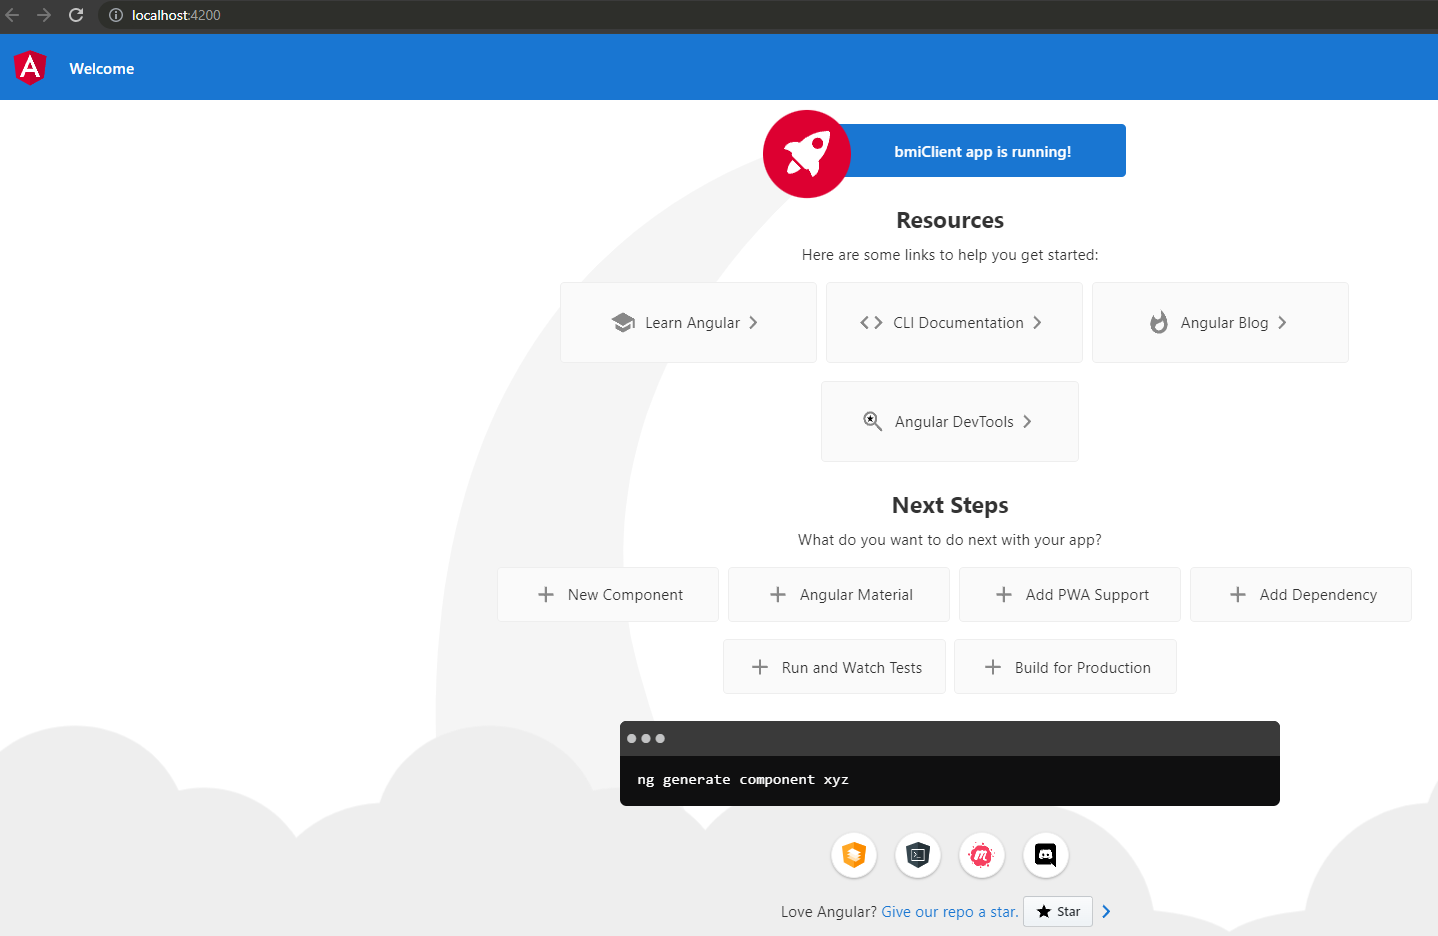 localhost:4200
Welcome
bmiClient app is running!
Resources
Here are some links to help you get started:
Learn Angular
CLI Documentation
Angular Blog
Angular DevTools
Next Steps
What do you want to do next with your app?
New Component
Angular Material
Add PWA Support
Add Dependency
Run and Watch Tests
Build for Production
ng generate component xyz
Love Angular? Give our repo a star. Star